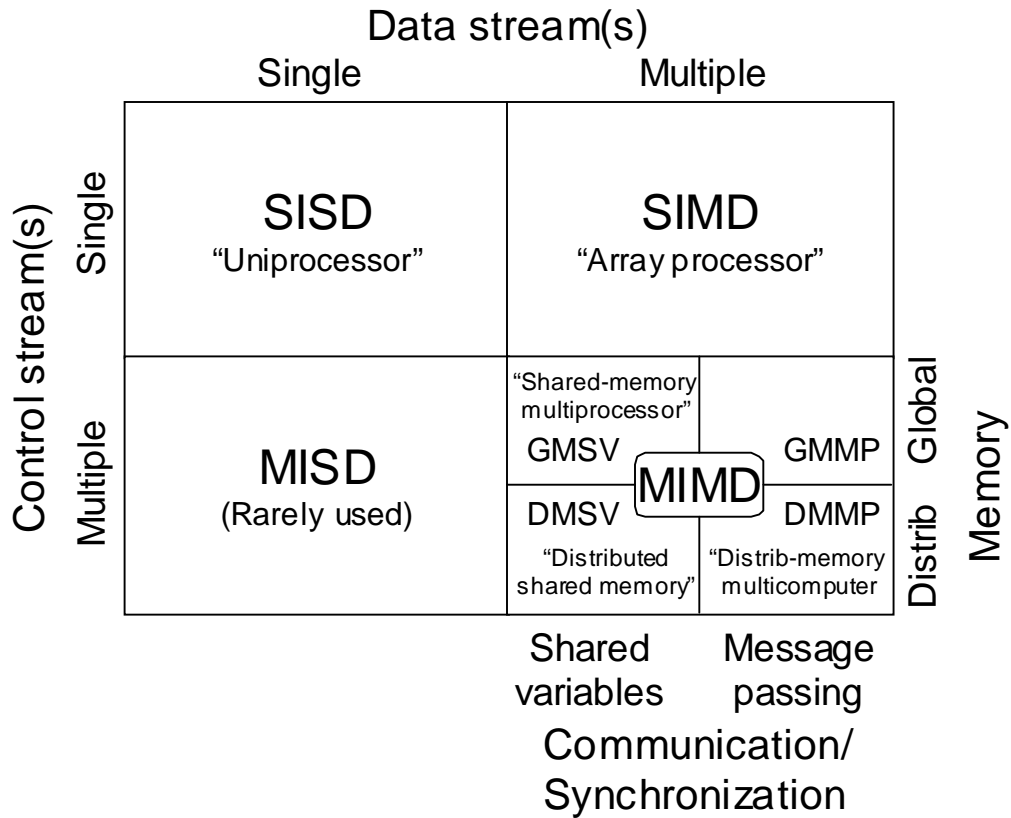 Data stream(s)
Single
Multiple
Control stream(s)
Single
SISD
“Uniprocessor”
SIMD
“Array processor”
Multiple
MISD
(Rarely used)
“Shared-memory
multiprocessor”
GMSV
GMMP
MIMD
DMSV
DMMP
“Distributed
shared memory”
“Distrib-memory
multicomputer
Global
Distrib
Memory
Shared
variables
Message
passing
Communication/
Synchronization